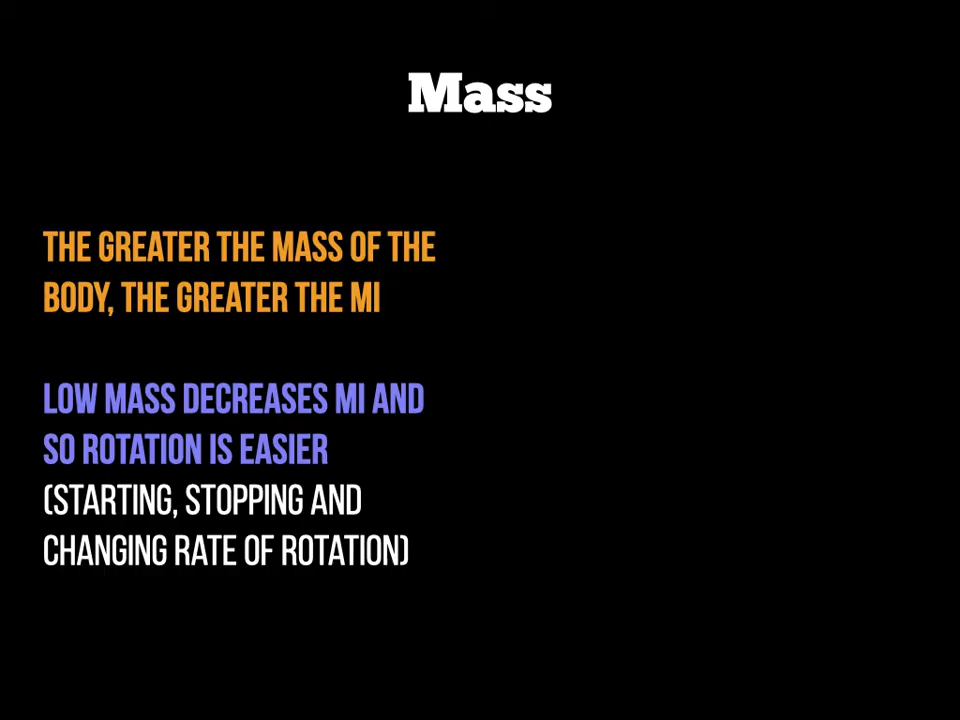 Mass
THE GREATER THE MASS OF THE
BODY, THE GREATER THE MI
LOW MASS DECREASES MI AND
SO ROTATION IS EASIER
(STARTING, STOPPING AND
CHANGING RATE OF ROTATION)